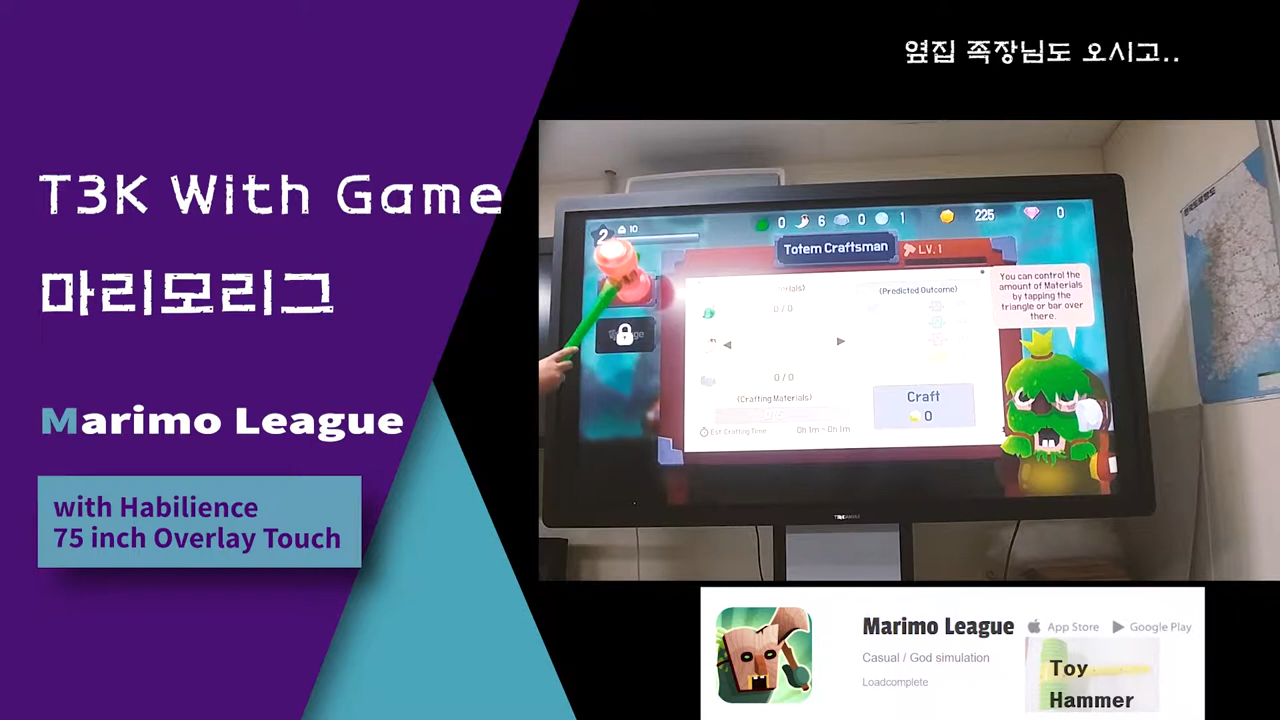 옆집 족장님도 오시고..
T3K With Game
마리모리그
Marimo League
with Habilience
75 inch Overlay Touch
2
10
0
6
0
1
225
0
Totem Craftsman
LV.1
(Predicted Outcome)
0 / 0
0 / 0
(Crafting Materials)
Est Crafting Time
0h 1m ~ 0h 1m
Craft
0
You can control the
amount of Materials
by tapping the
triangle or bar over
there.
Marimo League
App Store
Google Play
Casual / God simulation
Loadcomplete
Toy
Hammer